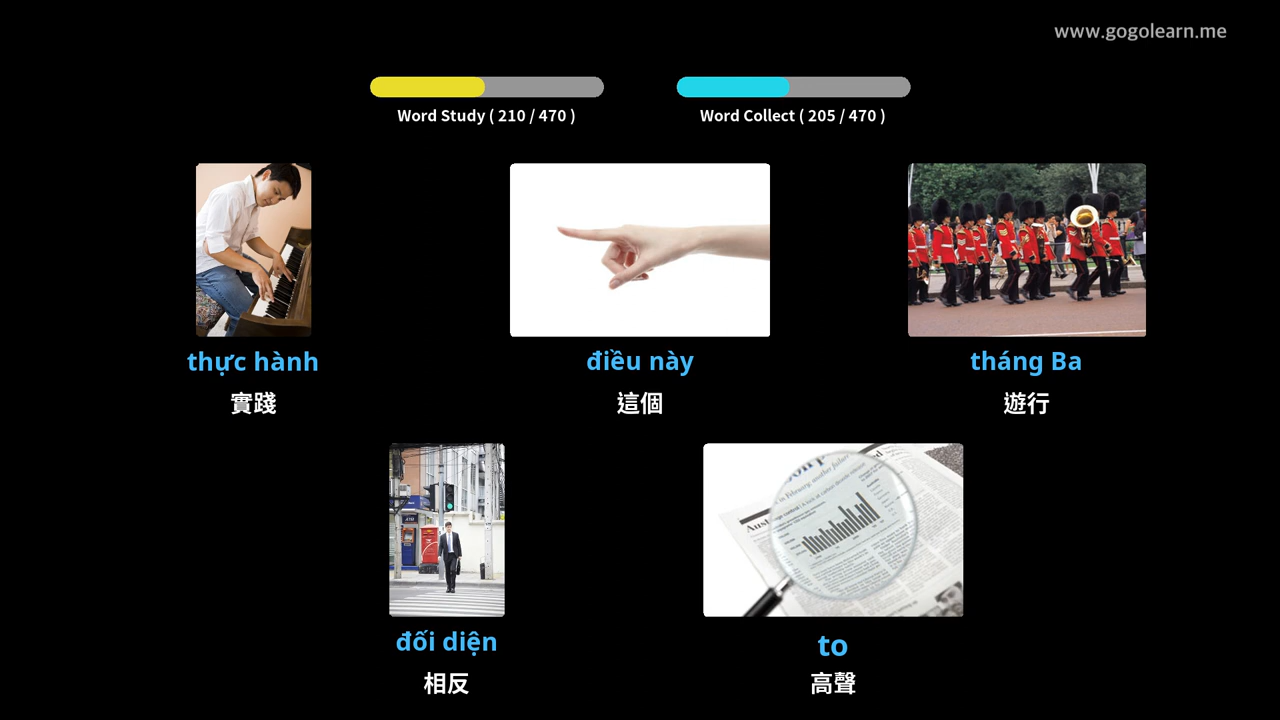 www.gogolearn.me
Word Study ( 210 / 470 )
Word Collect ( 205 / 470 )
thực hành
實踐
điều này
這個
tháng Ba
遊行
đối diện
相反
to
高聲